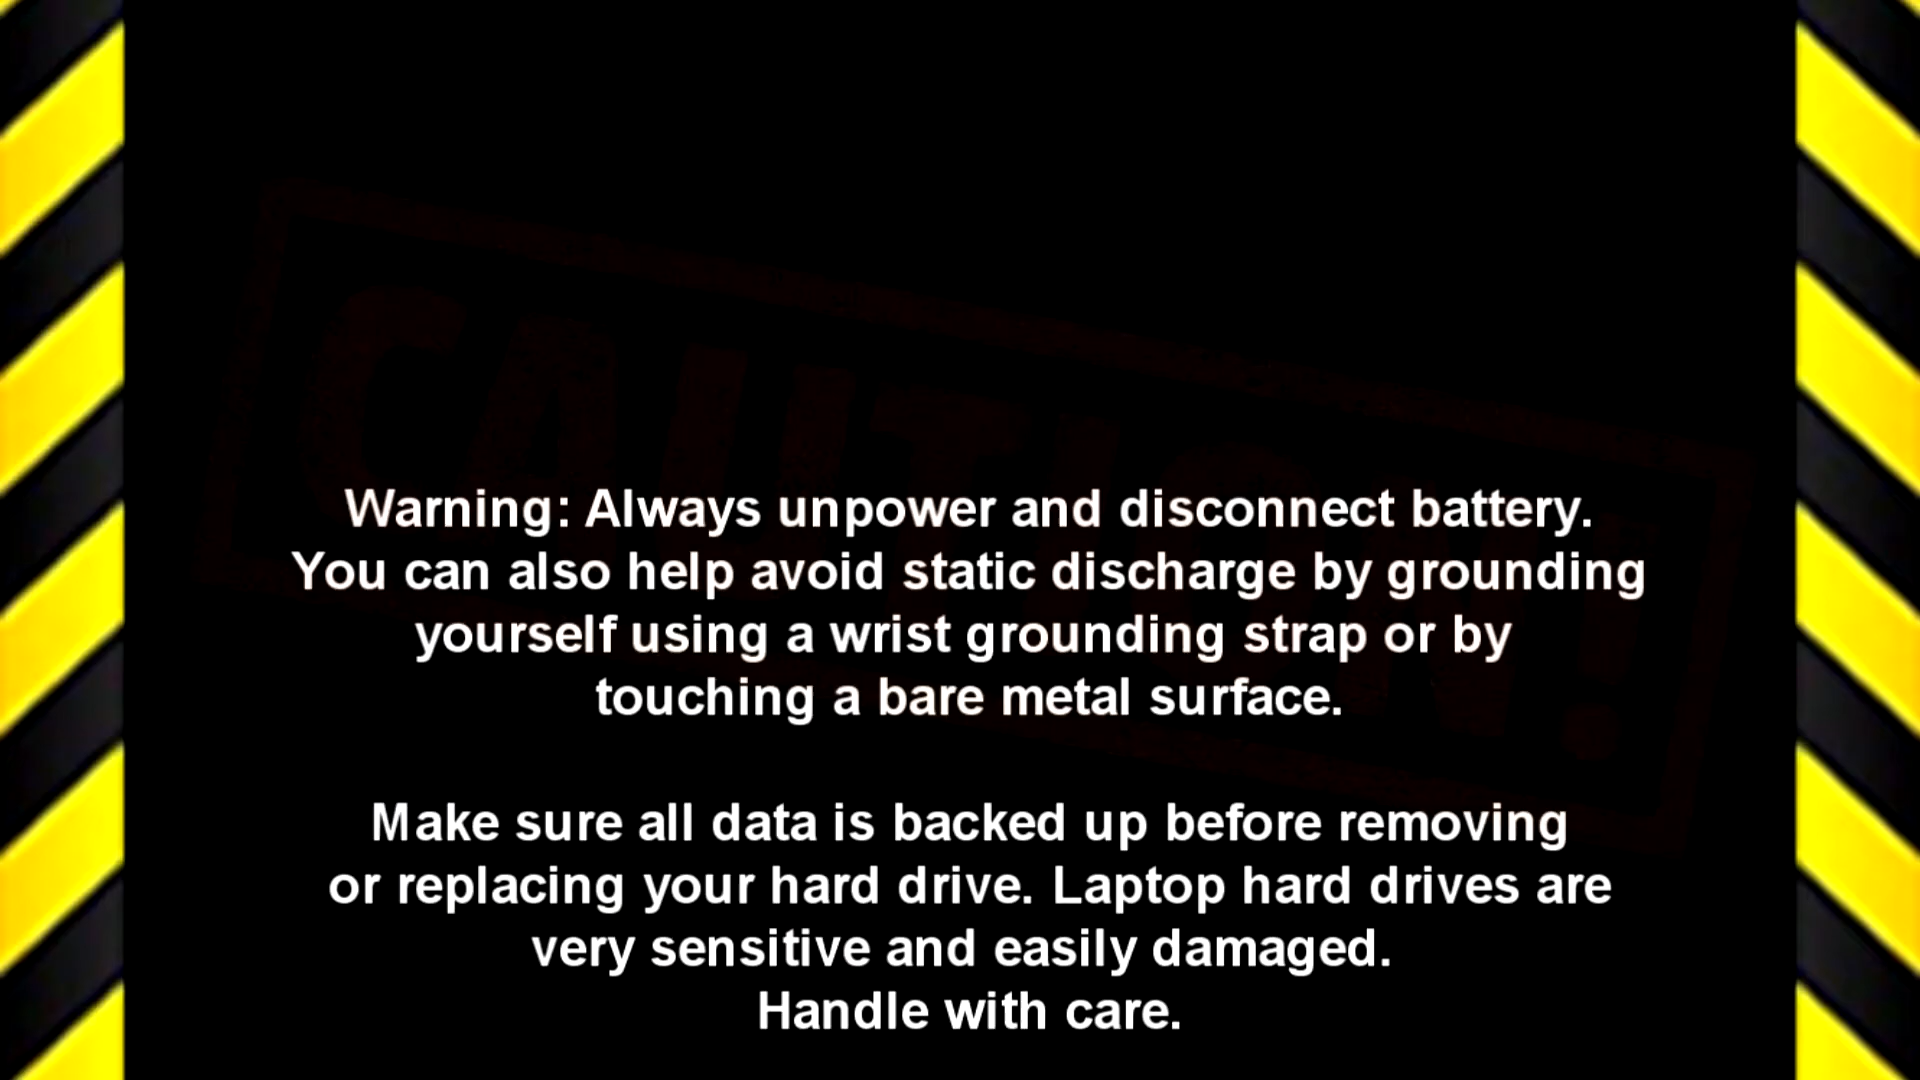 CAUTION!
Warning: Always unpower and disconnect battery.
You can also help avoid static discharge by grounding
yourself using a wrist grounding strap or by
touching a bare metal surface.
Make sure all data is backed up before removing
or replacing your hard drive. Laptop hard drives are
very sensitive and easily damaged.
Handle with care.